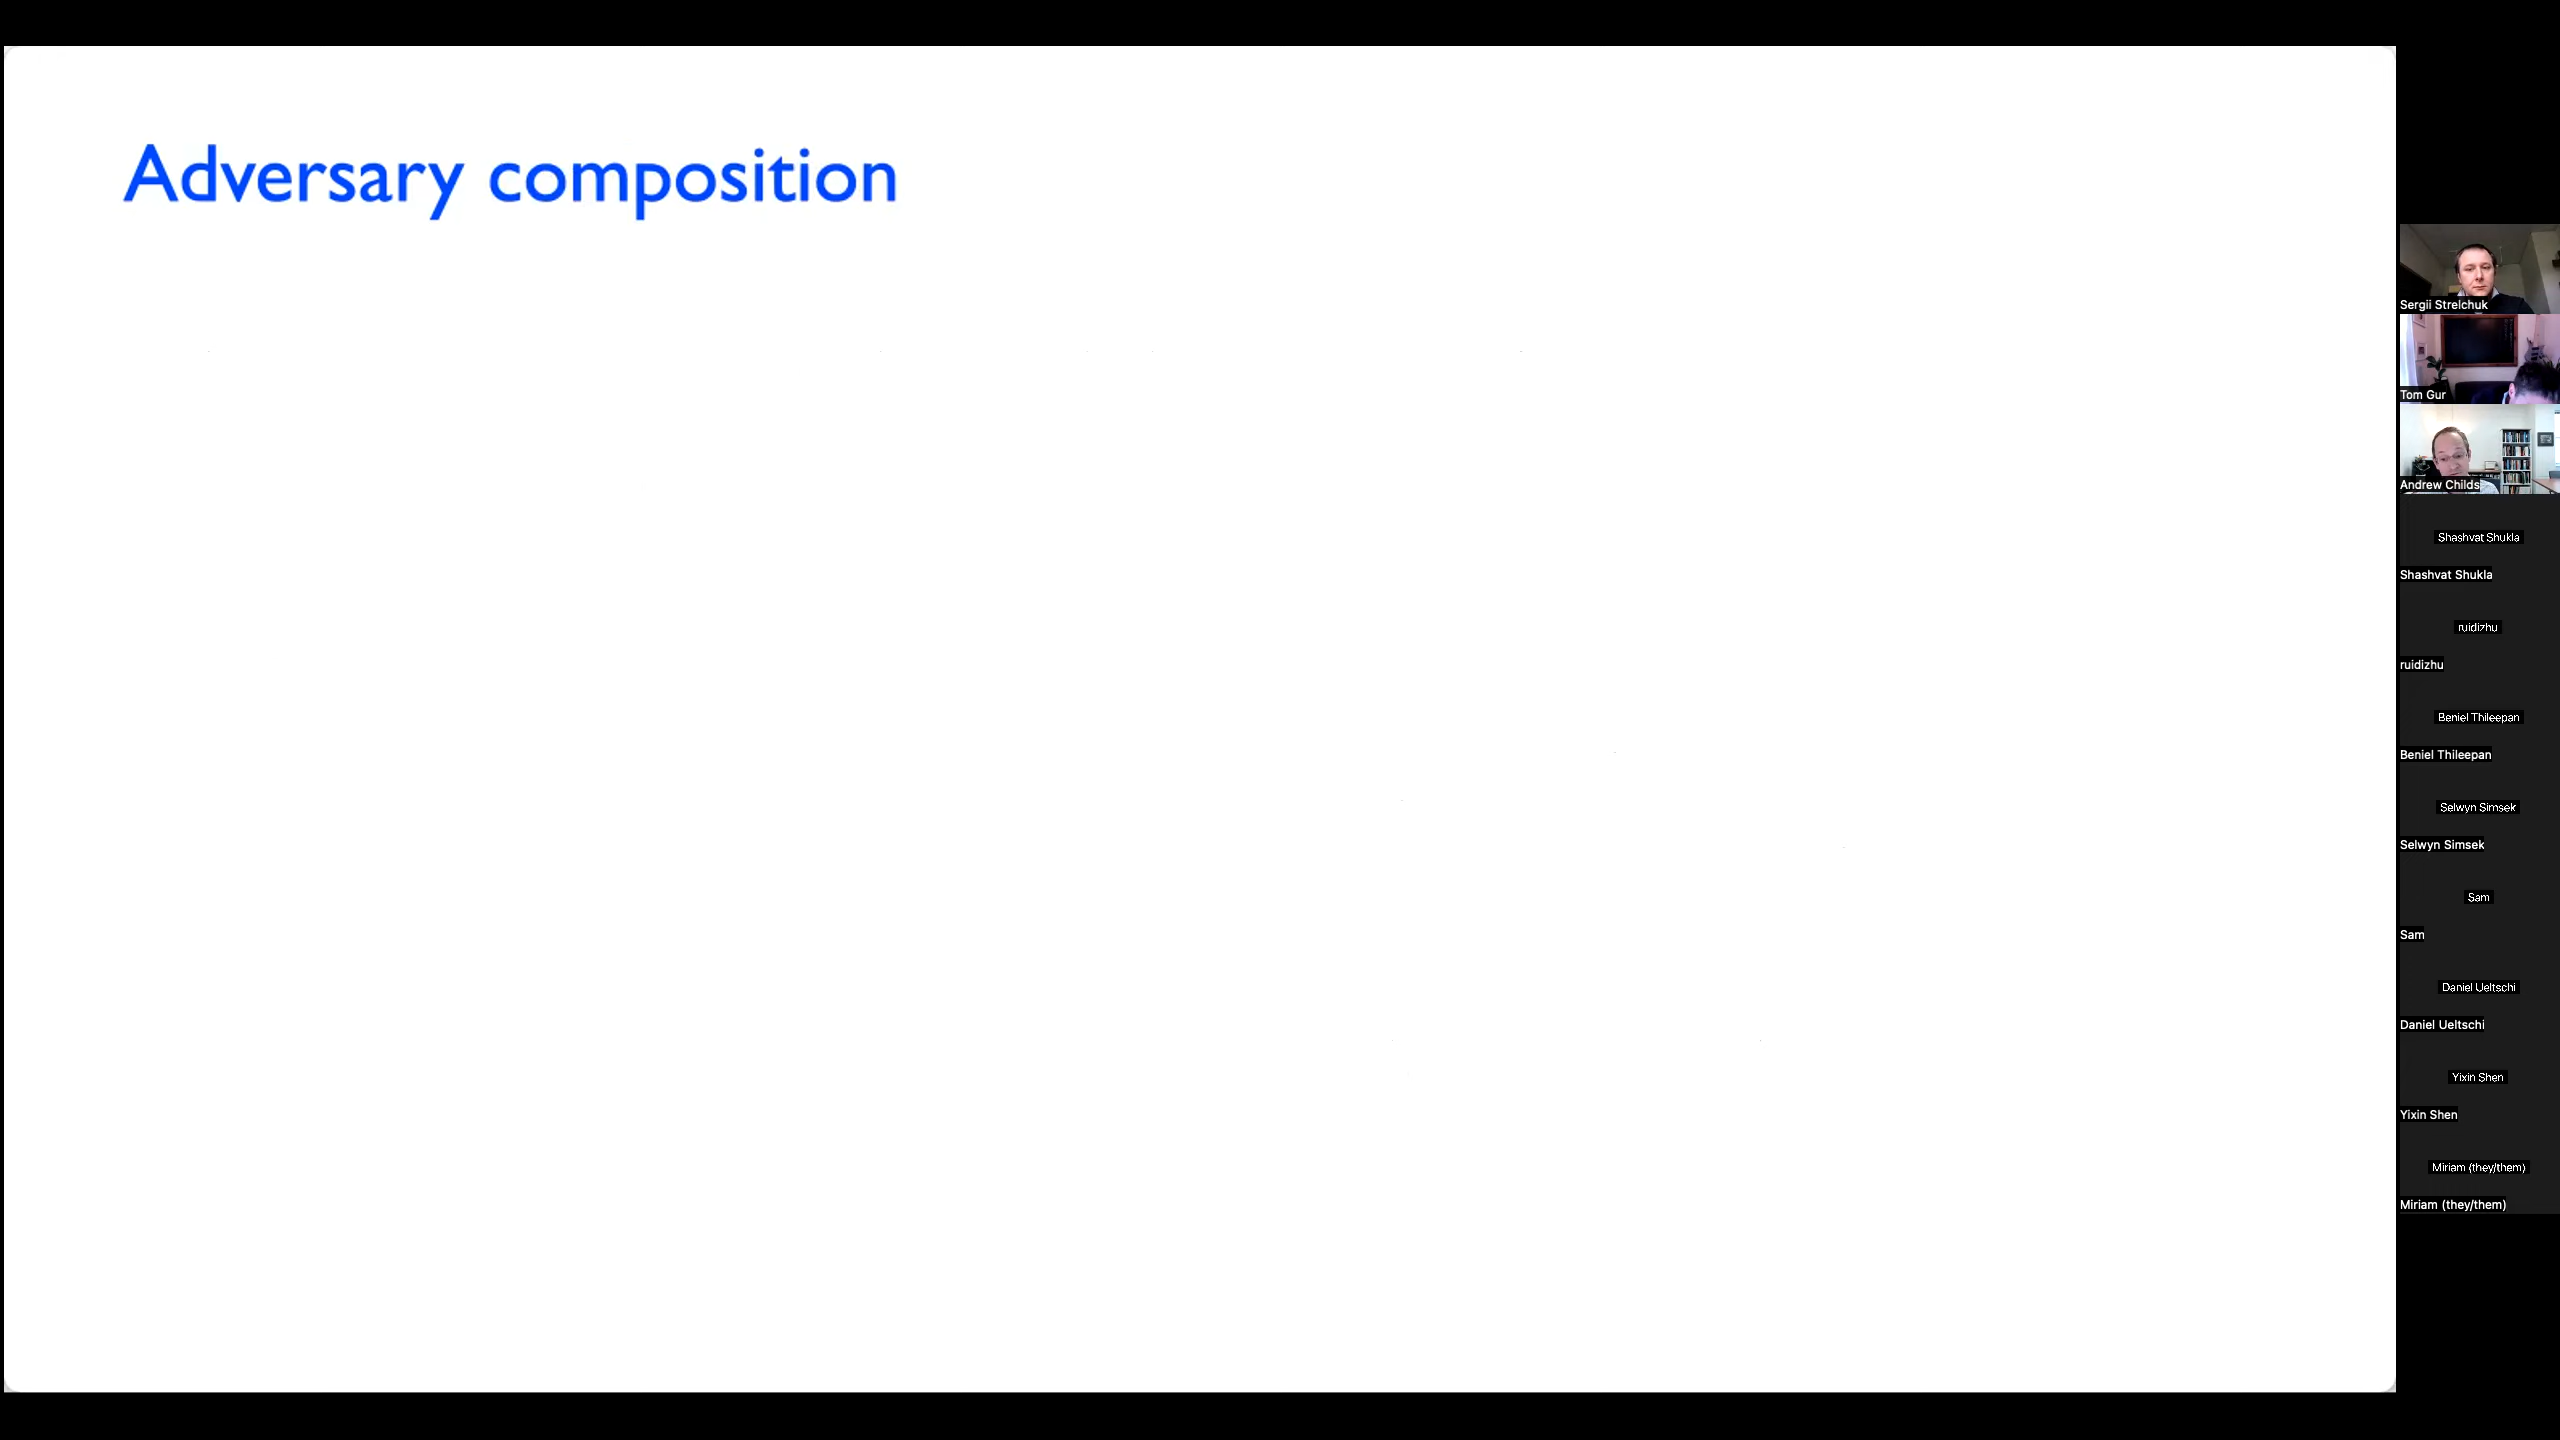 Adversary composition
Sergii Strelchuk
Tom Gur
Andrew Childs
Shashvat Shukla
Shashvat Shukla
ruidizhu
ruidizhu
Beniel Thileepan
Beniel Thileepan
Selwyn Simsek
Selwyn Simsek
Sam
Sam
Daniel Ueltschi
Daniel Ueltschi
Yixin Shen
Yixin Shen
Miriam (they/them)
Miriam (they/them)